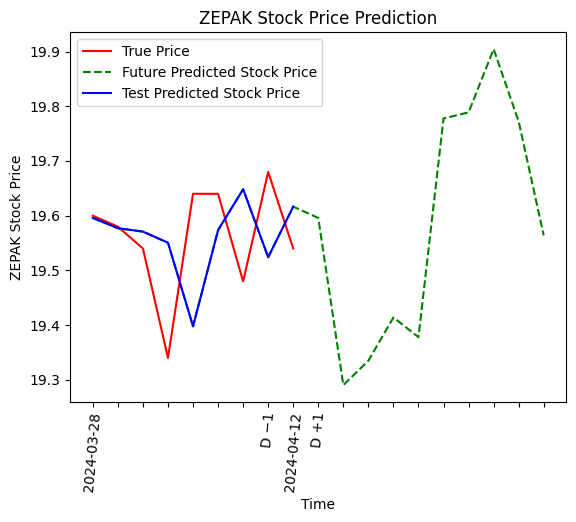 ZEPAK Stock Price Prediction
True Price
Future Predicted Stock Price
Test Predicted Stock Price
ZEPAK Stock Price
19.9
19.8
19.7
19.6
19.5
19.4
19.3
2024-03-28
D −1
2024-04-12
D +1
Time